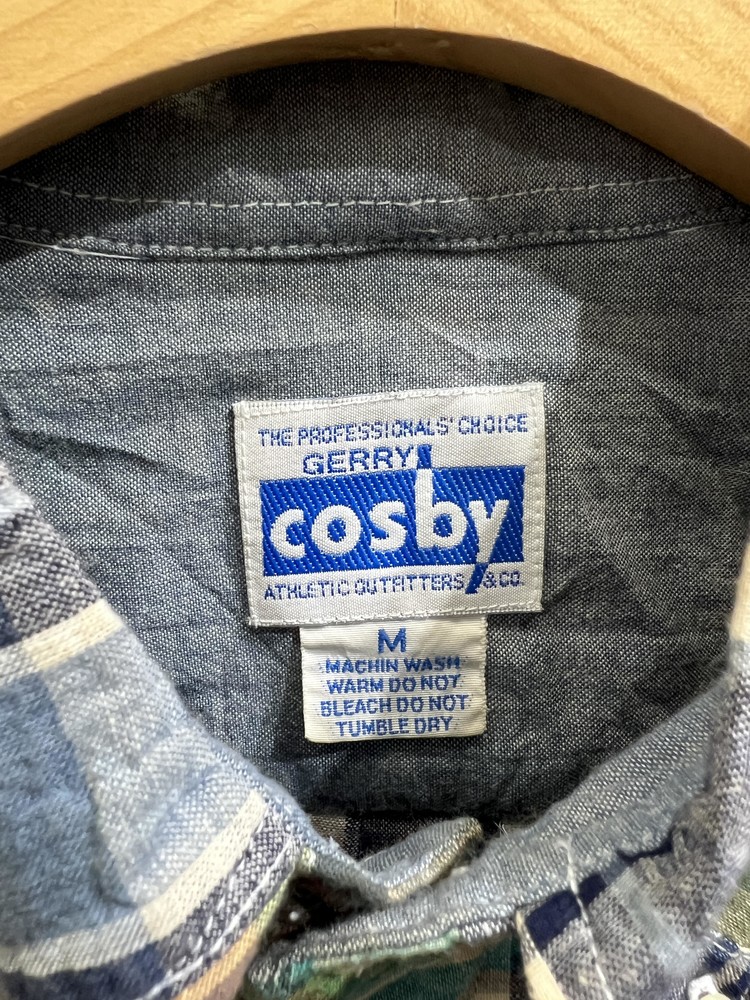 THE PROFESSIONALS' CHOICE
GERRY
cosby
ATHLETIC OUTFITTERS & CO.
M
MACHIN WASH
WARM DO NOT
BLEACH DO NOT
TUMBLE DRY